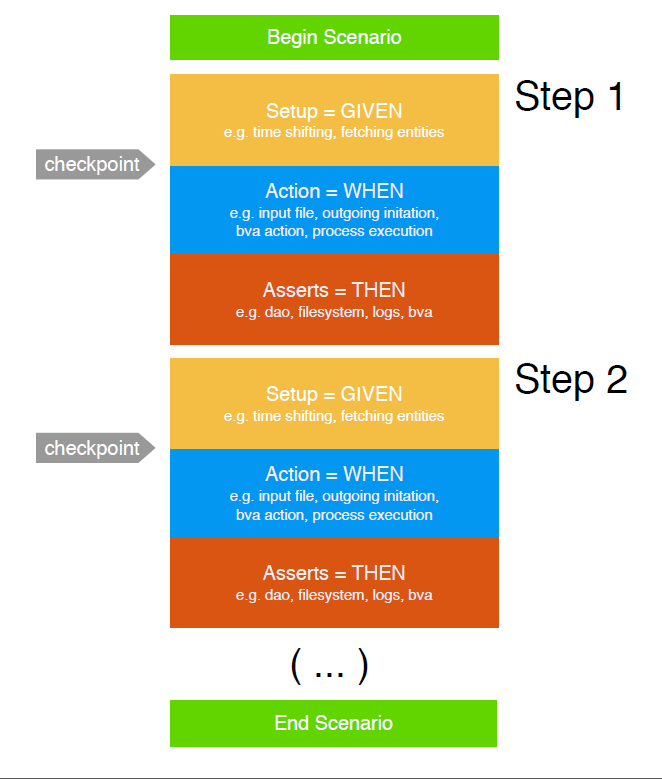 Begin Scenario
Step 1
Setup = GIVEN
e.g. time shifting, fetching entities
checkpoint
Action = WHEN
e.g. input file, outgoing initation,
bva action, process execution
Asserts = THEN
e.g. dao, filesystem, logs, bva
Step 2
Setup = GIVEN
e.g. time shifting, fetching entities
checkpoint
Action = WHEN
e.g. input file, outgoing initation,
bva action, process execution
Asserts = THEN
e.g. dao, filesystem, logs, bva
( ... )
End Scenario